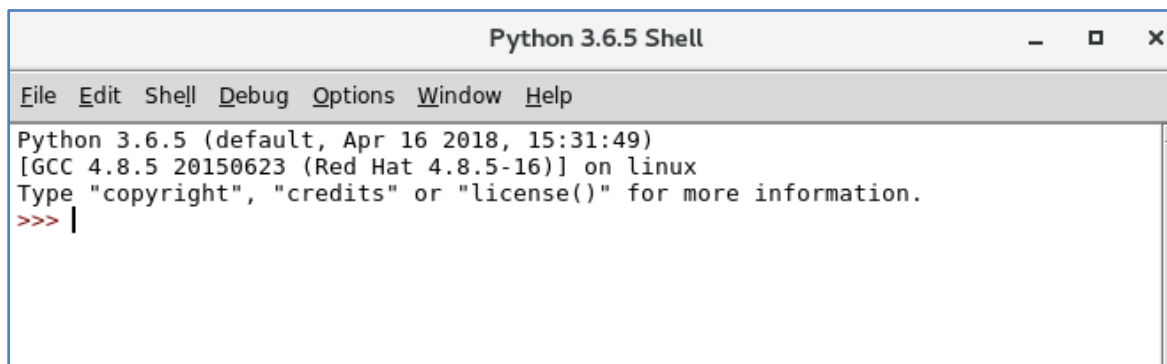 Python 3.6.5 Shell
File Edit Shell Debug Options Window Help
Python 3.6.5 (default, Apr 16 2018, 15:31:49)
[GCC 4.8.5 20150623 (Red Hat 4.8.5-16)] on linux
Type "copyright", "credits" or "license()" for more information.
>>>